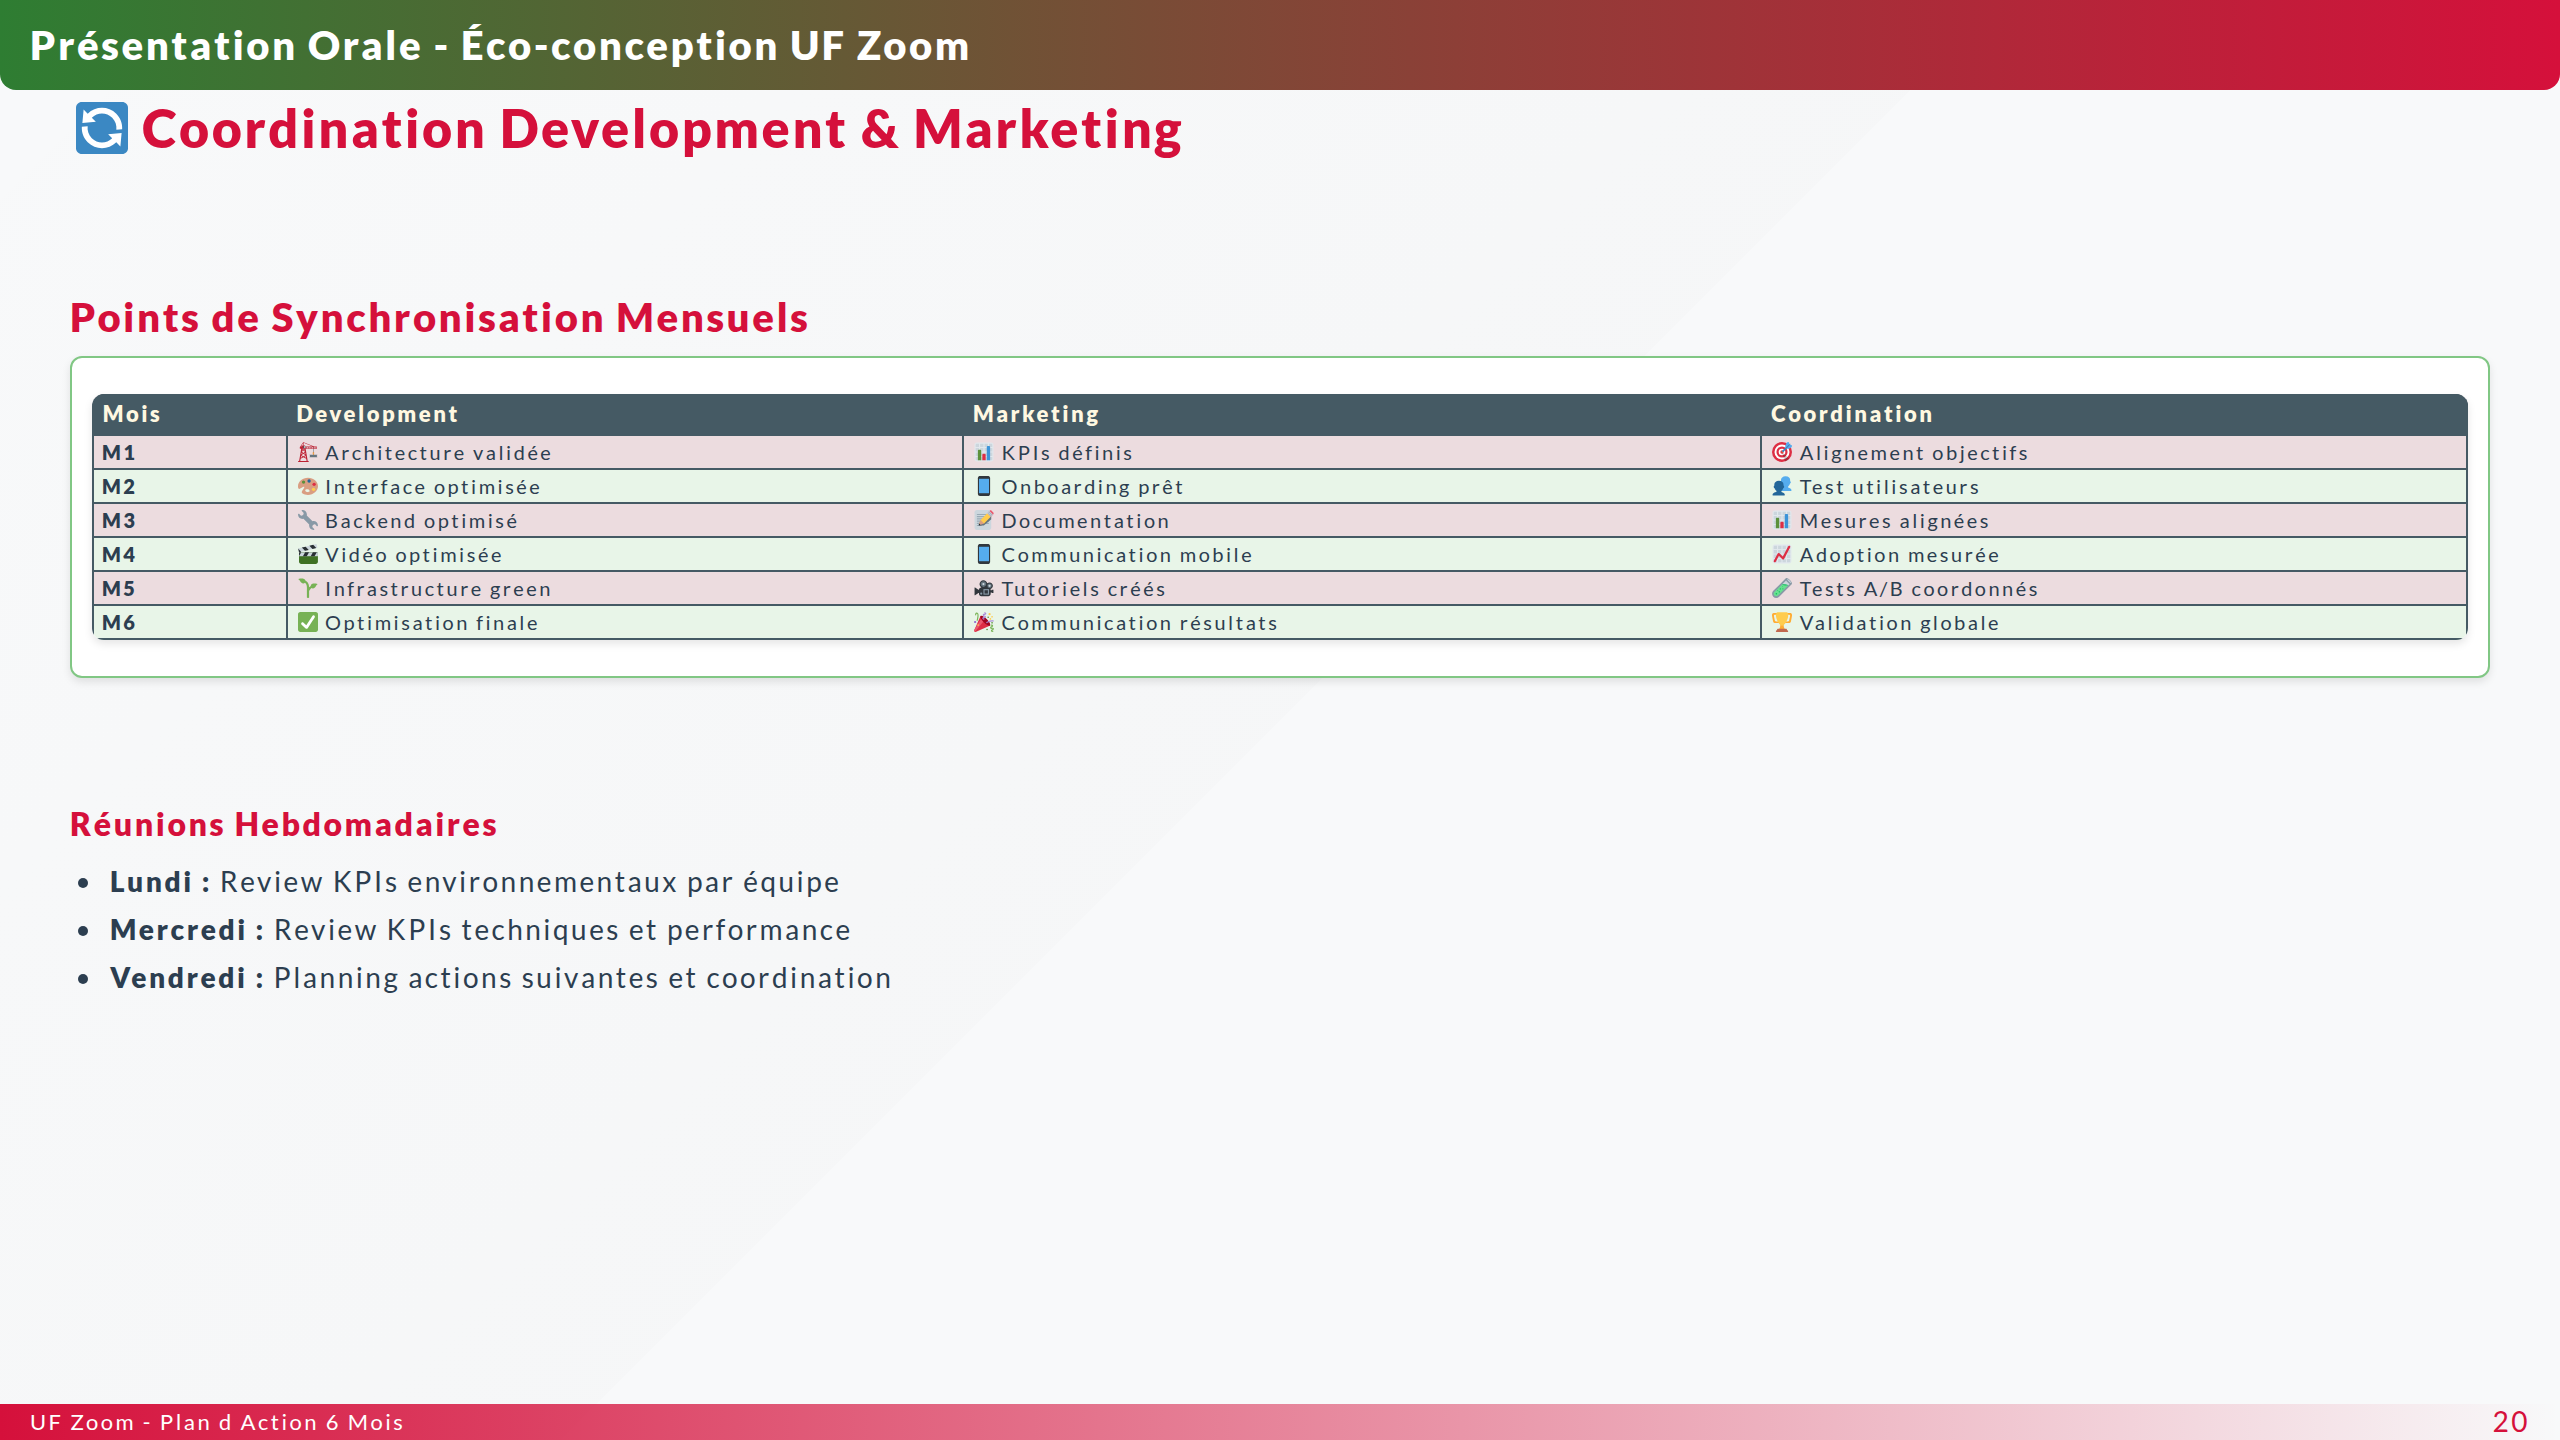 Présentation Orale - Éco-conception UF Zoom
Coordination Development & Marketing
Points de Synchronisation Mensuels
Mois Development Marketing Coordination
M1 Architecture validée KPIs définis Alignement objectifs
M2 Interface optimisée Onboarding prêt Test utilisateurs
M3 Backend optimisé Documentation Mesures alignées
M4 Vidéo optimisée Communication mobile Adoption mesurée
M5 Infrastructure green Tutoriels créés Tests A/B coordonnés
M6 Optimisation finale Communication résultats Validation globale
Réunions Hebdomadaires
• Lundi : Review KPIs environnementaux par équipe
• Mercredi : Review KPIs techniques et performance
• Vendredi : Planning actions suivantes et coordination
UF Zoom - Plan d Action 6 Mois
20